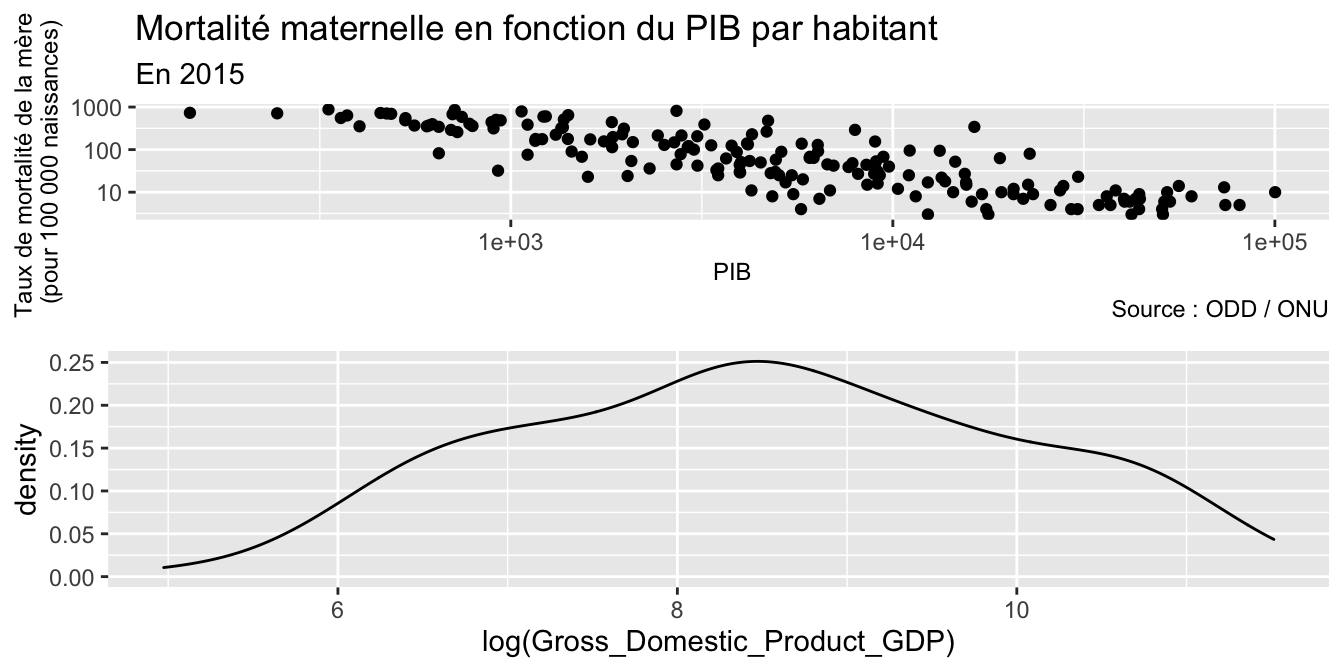 Mortalité maternelle en fonction du PIB par habitant
En 2015
Taux de mortalité de la mère
(pour 100 000 naissances)
1000
100
10
1e+03
1e+04
1e+05
PIB
Source : ODD / ONU
density
0.25
0.20
0.15
0.10
0.05
0.00
6
8
10
log(Gross_Domestic_Product_GDP)